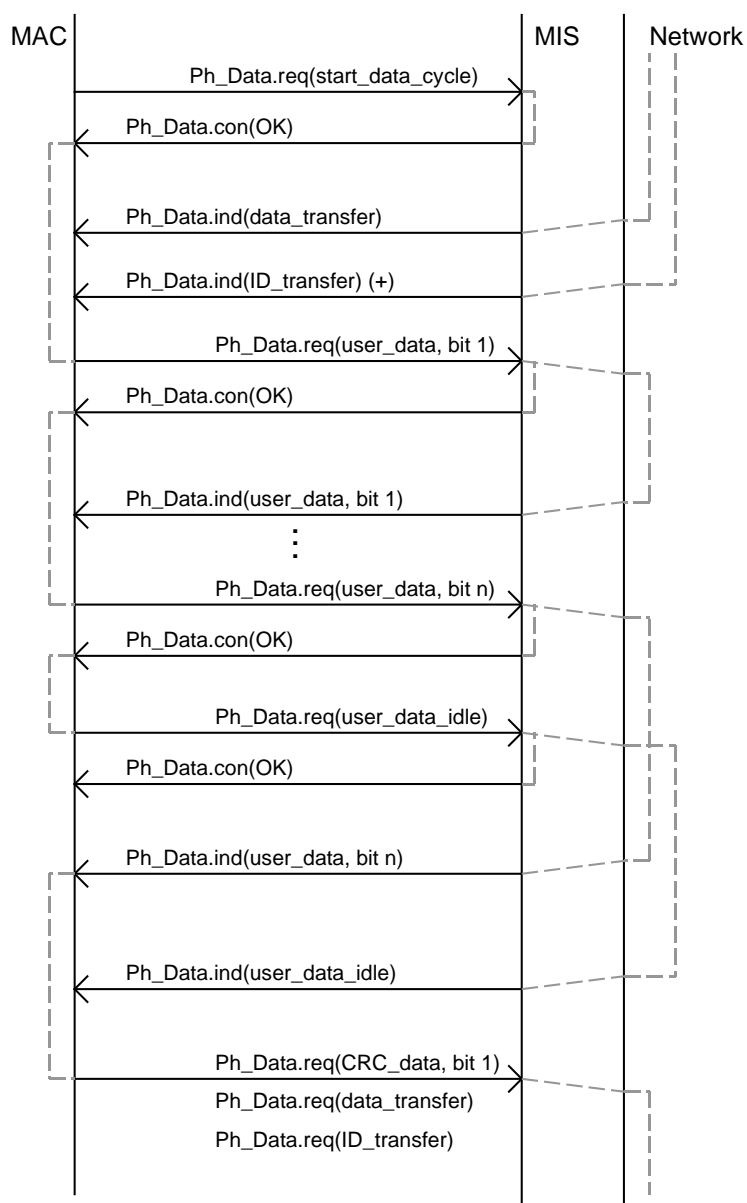 MAC MIS Network
Ph_Data.req(start_data_cycle)
Ph_Data.con(OK)
Ph_Data.ind(data_transfer)
Ph_Data.ind(ID_transfer) (+)
Ph_Data.req(user_data, bit 1)
Ph_Data.con(OK)
Ph_Data.ind(user_data, bit 1)
Ph_Data.req(user_data, bit n)
Ph_Data.con(OK)
Ph_Data.req(user_data_idle)
Ph_Data.con(OK)
Ph_Data.ind(user_data, bit n)
Ph_Data.ind(user_data_idle)
Ph_Data.req(CRC_data, bit 1)
Ph_Data.req(data_transfer)
Ph_Data.req(ID_transfer)